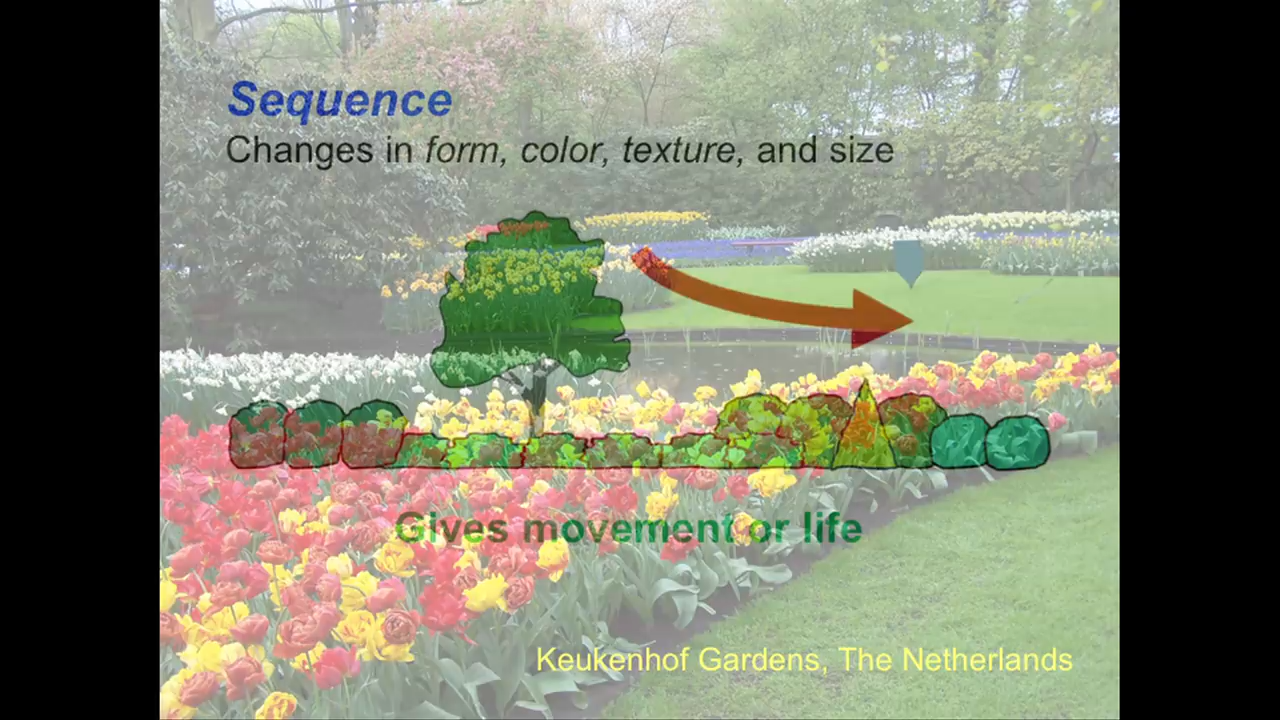 Sequence
Changes in form, color, texture, and size
Gives movement or life
Keukenhof Gardens, The Netherlands